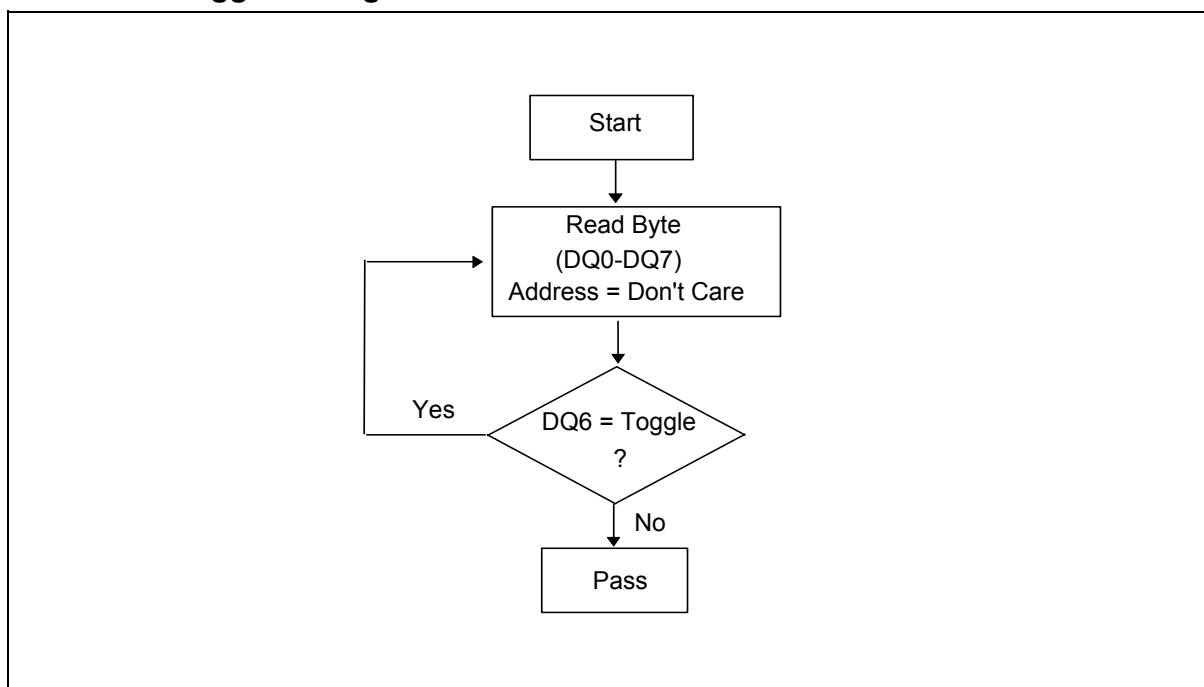 Start
Read Byte
(DQ0-DQ7)
Address = Don't Care
Yes
DQ6 = Toggle
?
No
Pass